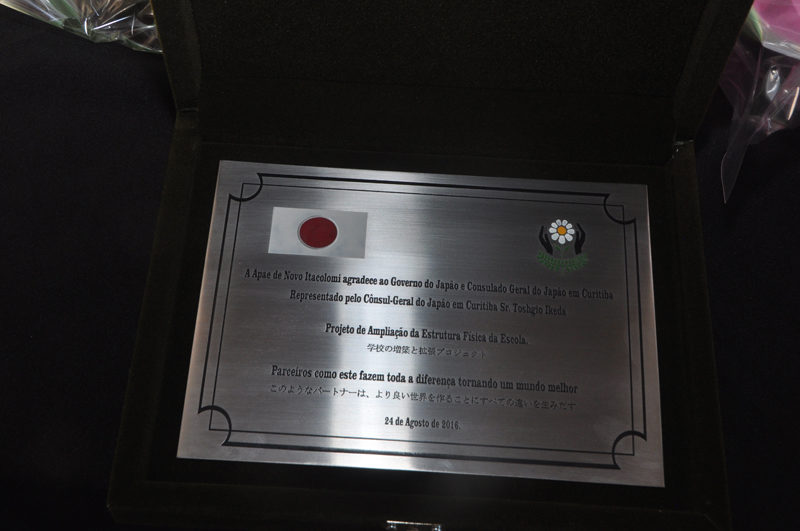 A Apae de Novo Itacolomi agradece ao Governo do Japão e Consulado Geral do Japão em Curitiba
Representado pelo Cônsul-Geral do Japão em Curitiba Sr. Toshgio Ikeda
Projeto de Ampliação da Estrutura Física da Escola.
学校の増築と拡張プロジェクト
Parceiros como este fazem toda a diferença tornando um mundo melhor
このようなパートナーは、より良い世界を作ることにすべての違いを生みだす
24 de Agosto de 2016.